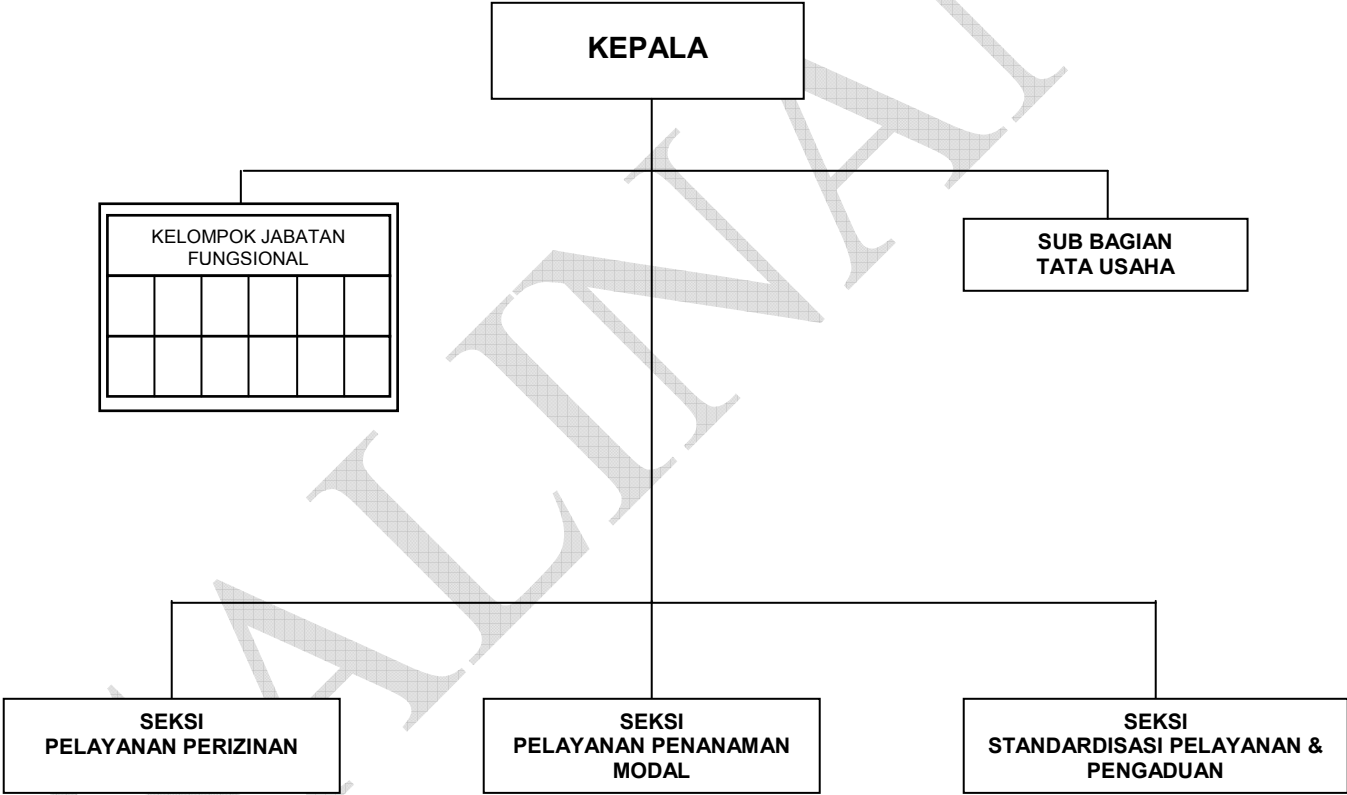 KEPALA
KELOMPOK JABATAN
FUNGSIONAL
SUB BAGIAN
TATA USAHA
SEKSI
PELAYANAN PERIZINAN
SEKSI
PELAYANAN PENANAMAN
MODAL
SEKSI
STANDARDISASI PELAYANAN &
PENGADUAN